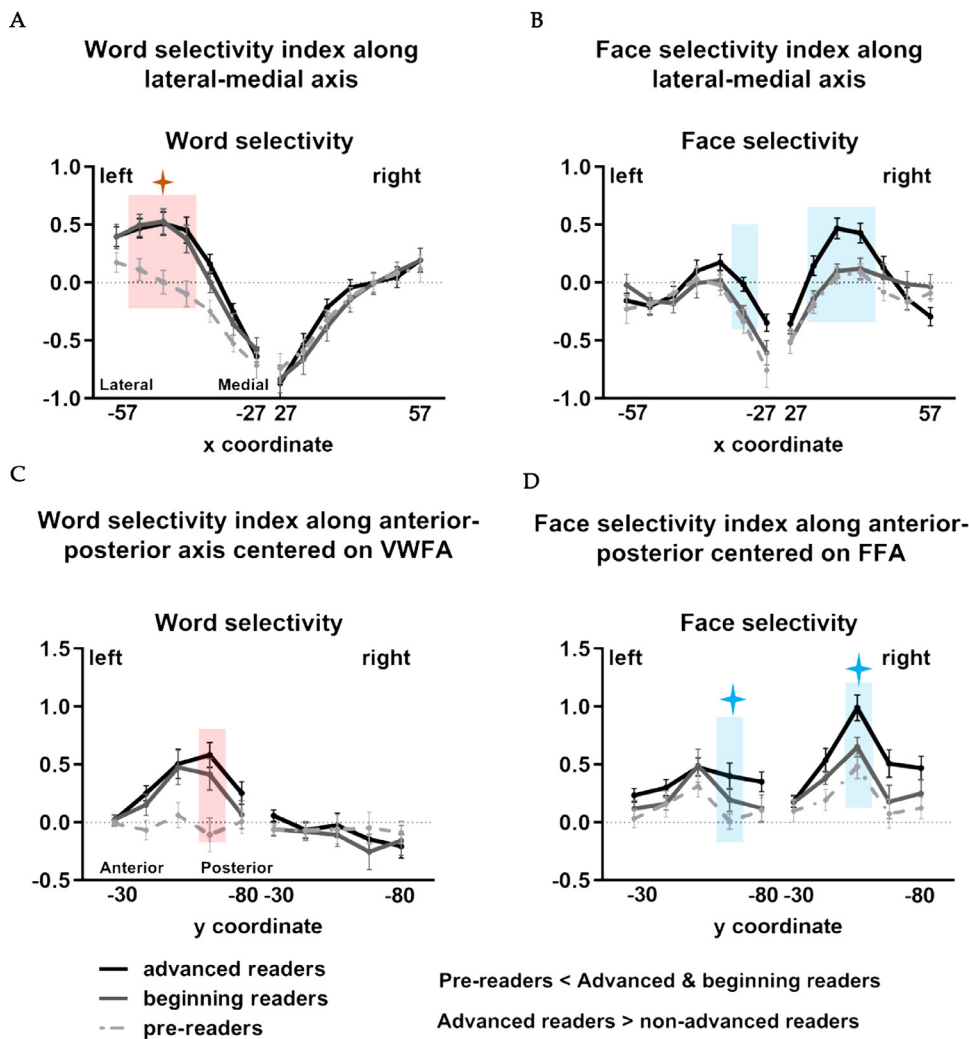 A
Word selectivity index along
lateral-medial axis
Word selectivity
1.0
0.5
0.0
-0.5
-1.0
left
right
Lateral
Medial
-57
-27
27
57
x coordinate
B
Face selectivity index along
lateral-medial axis
Face selectivity
1.0
0.5
0.0
-0.5
-1.0
left
right
-57
-27
27
57
x coordinate
C
Word selectivity index along anterior-
posterior axis centered on VWFA
Word selectivity
1.5
1.0
0.5
0.0
-0.5
left
right
Anterior
Posterior
-30
-80
-30
-80
y coordinate
D
Face selectivity index along anterior-
posterior centered on FFA
Face selectivity
1.5
1.0
0.5
0.0
-0.5
left
right
-30
-80
-30
-80
y coordinate
advanced readers
beginning readers
pre-readers
Pre-readers < Advanced & beginning readers
Advanced readers > non-advanced readers